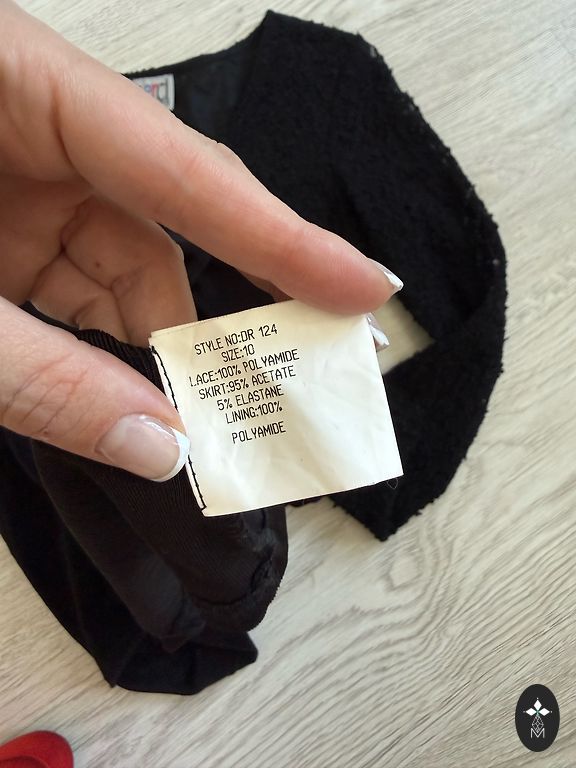 STYLE NO:DR 124
SIZE:10
LACE:100% POLYAMIDE
SKIRT:95% ACETATE
5% ELASTANE
LINING:100%
POLYAMIDE
M